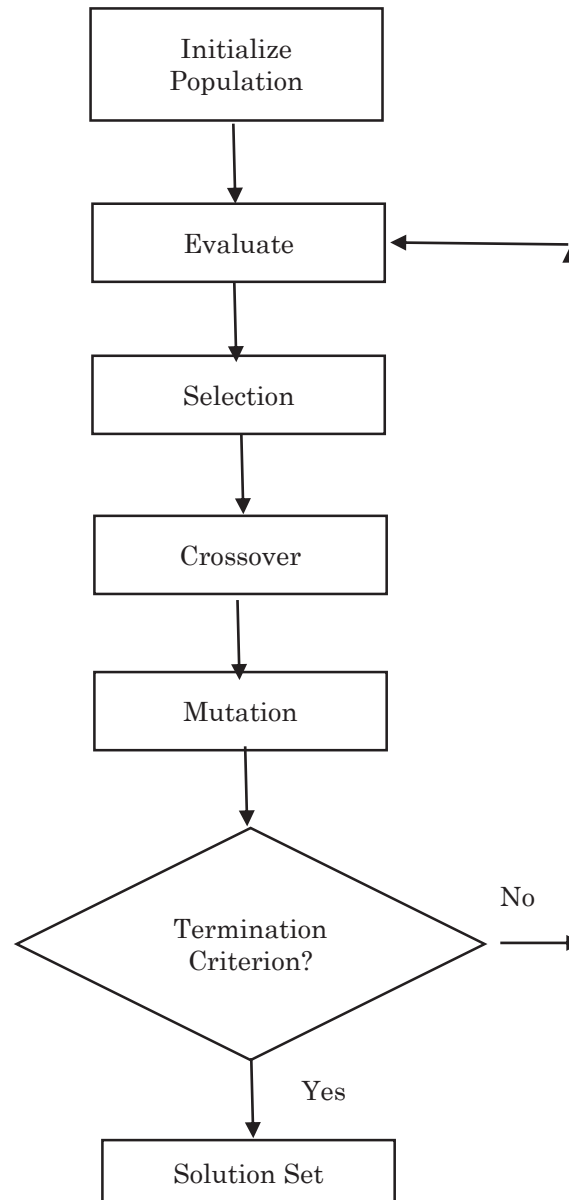 Initialize
Population
Evaluate
Selection
Crossover
Mutation
Termination
Criterion?
No
Yes
Solution Set